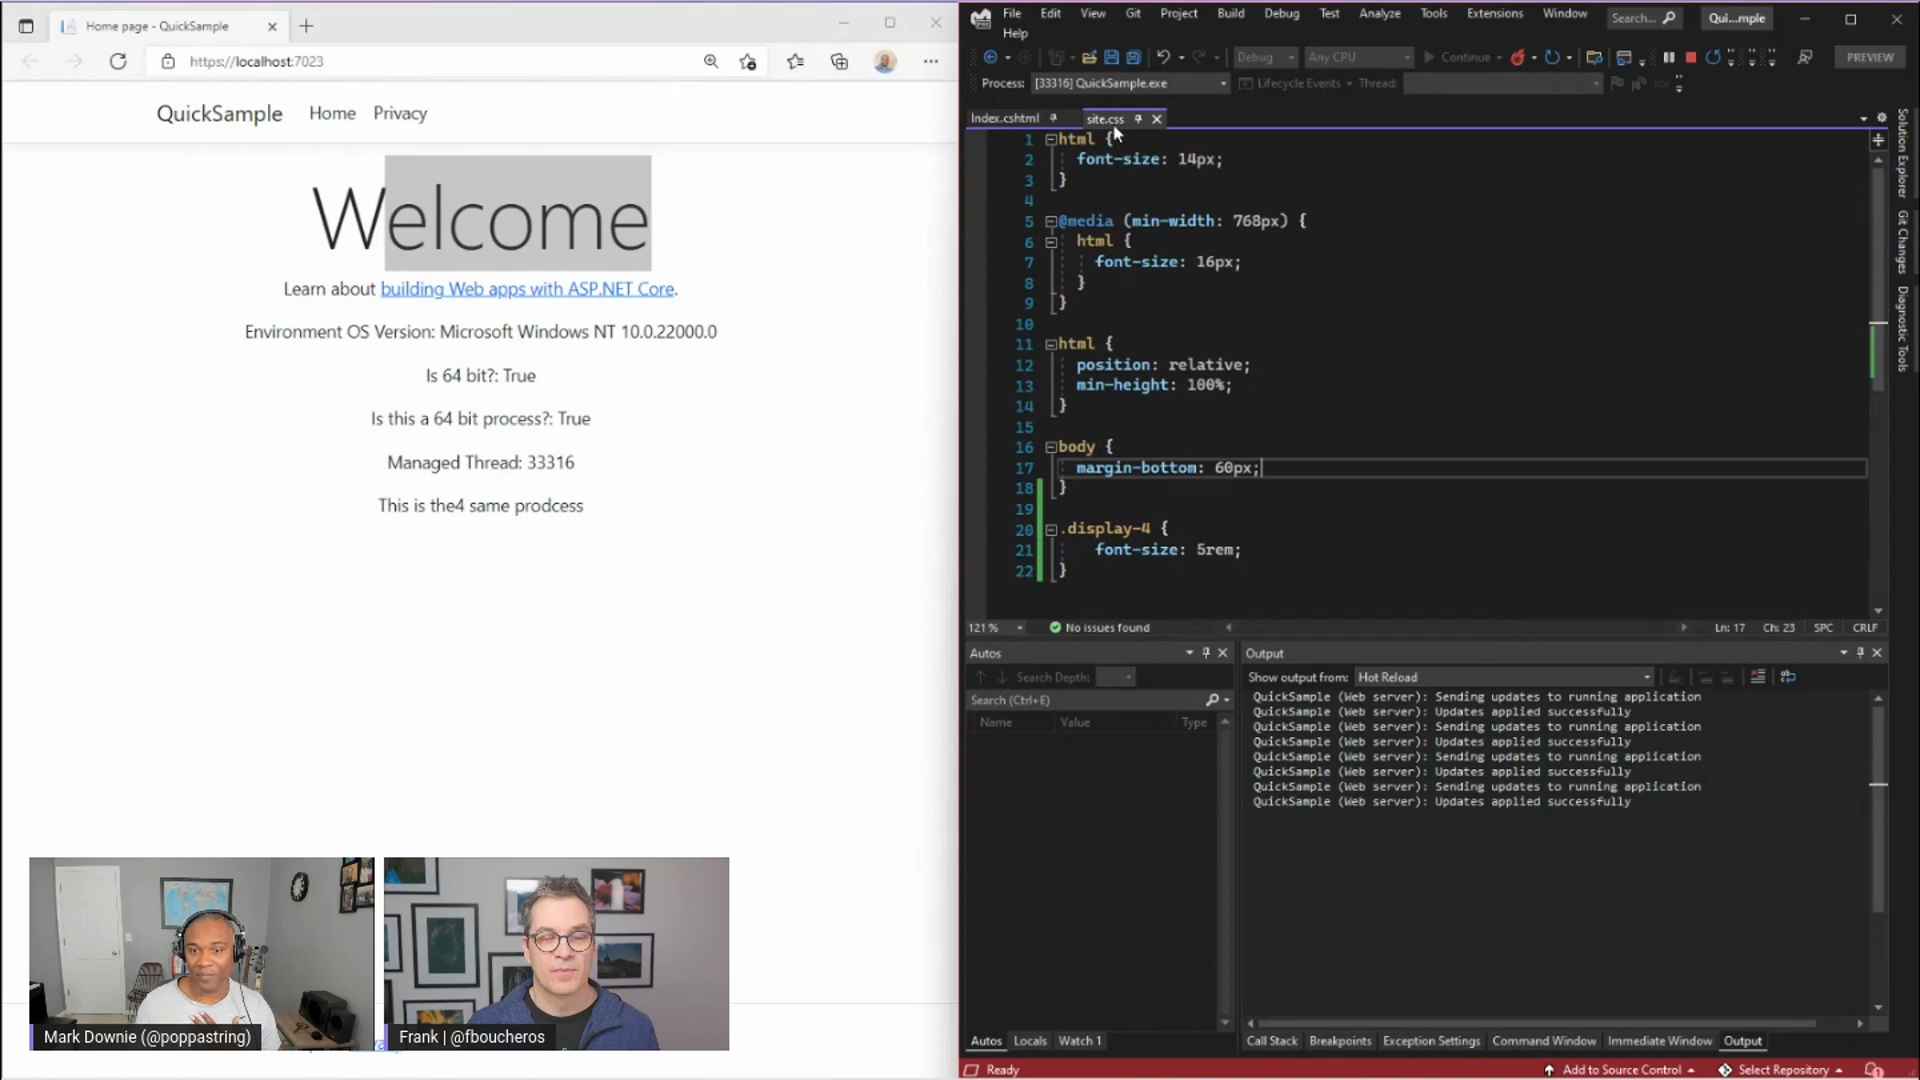 Home page - QuickSample
https://localhost:7023
QuickSample Home Privacy
Welcome
Learn about building Web apps with ASP.NET Core.
Environment OS Version: Microsoft Windows NT 10.0.22000.0
Is 64 bit?: True
Is this a 64 bit process?: True
Managed Thread: 33316
This is the4 same prodcess
Mark Downie (@poppastring)
Frank | @fboucheros
File Edit View Git Project Build Debug Test Analyze Tools Extensions Window
Help
Search...
Qui...mple
Debug Any CPU Continue PREVIEW
Process: [33316] QuickSample.exe Lifecycle Events Thread:
Index.cshtml site.css
1 html {
2 font-size: 14px;
3 }
4
5 @media (min-width: 768px) {
6 html {
7 font-size: 16px;
8 }
9 }
10
11 html {
12 position: relative;
13 min-height: 100%;
14 }
15
16 body {
17 margin-bottom: 60px;
18 }
19
20 .display-4 {
21 font-size: 5rem;
22 }
121 % No issues found Ln: 17 Ch: 23 SPC CRLF
Solution Explorer
Git Changes
Diagnostic Tools
Autos
Search Depth:
Search (Ctrl+E)
Name Value Type
Autos Locals Watch 1
Output
Show output from: Hot Reload
QuickSample (Web server): Sending updates to running application
QuickSample (Web server): Updates applied successfully
QuickSample (Web server): Sending updates to running application
QuickSample (Web server): Updates applied successfully
QuickSample (Web server): Sending updates to running application
QuickSample (Web server): Updates applied successfully
QuickSample (Web server): Sending updates to running application
QuickSample (Web server): Updates applied successfully
Call Stack Breakpoints Exception Settings Command Window Immediate Window Output
Ready Add to Source Control Select Repository